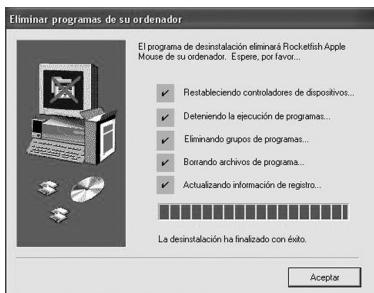 Eliminar programas de su ordenador
El programa de desinstalación eliminará Rocketfish Apple
Mouse de su ordenador. Espere, por favor...
Restableciendo controladores de dispositivos...
Deteniendo la ejecución de programas...
Eliminando grupos de programas...
Borrando archivos de programa...
Actualizando información de registro...
La desinstalación ha finalizado con éxito.
Aceptar